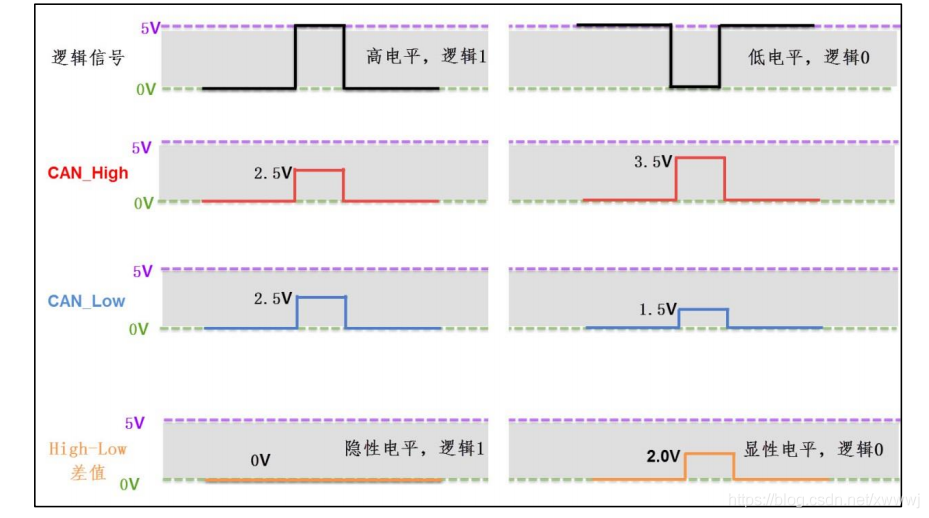 5V
逻辑信号
高电平，逻辑1
低电平，逻辑0
0V
5V
CAN_High
2.5V
3.5V
0V
5V
CAN_Low
2.5V
1.5V
0V
5V
High-Low
差值
0V
隐性电平，逻辑1
2.0V
显性电平，逻辑0
0V
https://blog.csdn.net/xwwwj